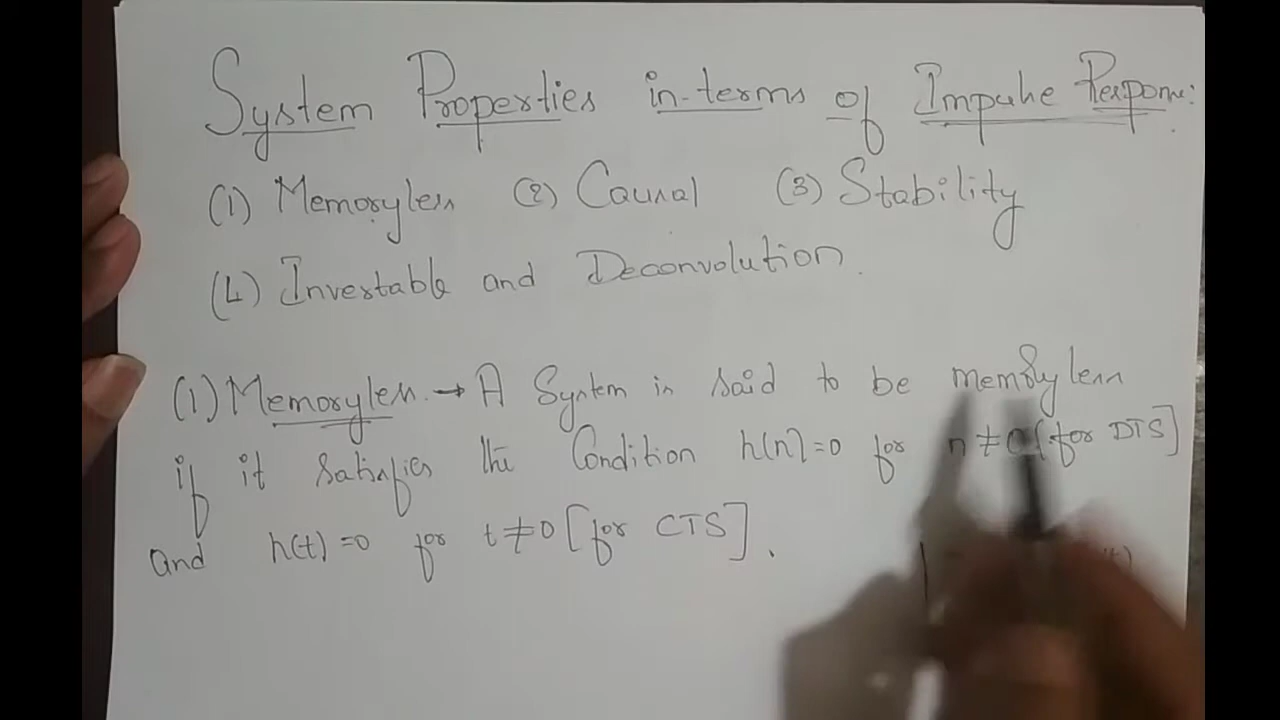 System Properties in-terms of Impulse Response:
(1) Memoryless (2) Causal (3) Stability
(4) Invertable and Deconvolution.
(1) Memoryless → A System is said to be memoryless
if it satisfies the Condition h(n)=0 for n≠0 [for DTS]
and h(t)=0 for t≠0 [for CTS].